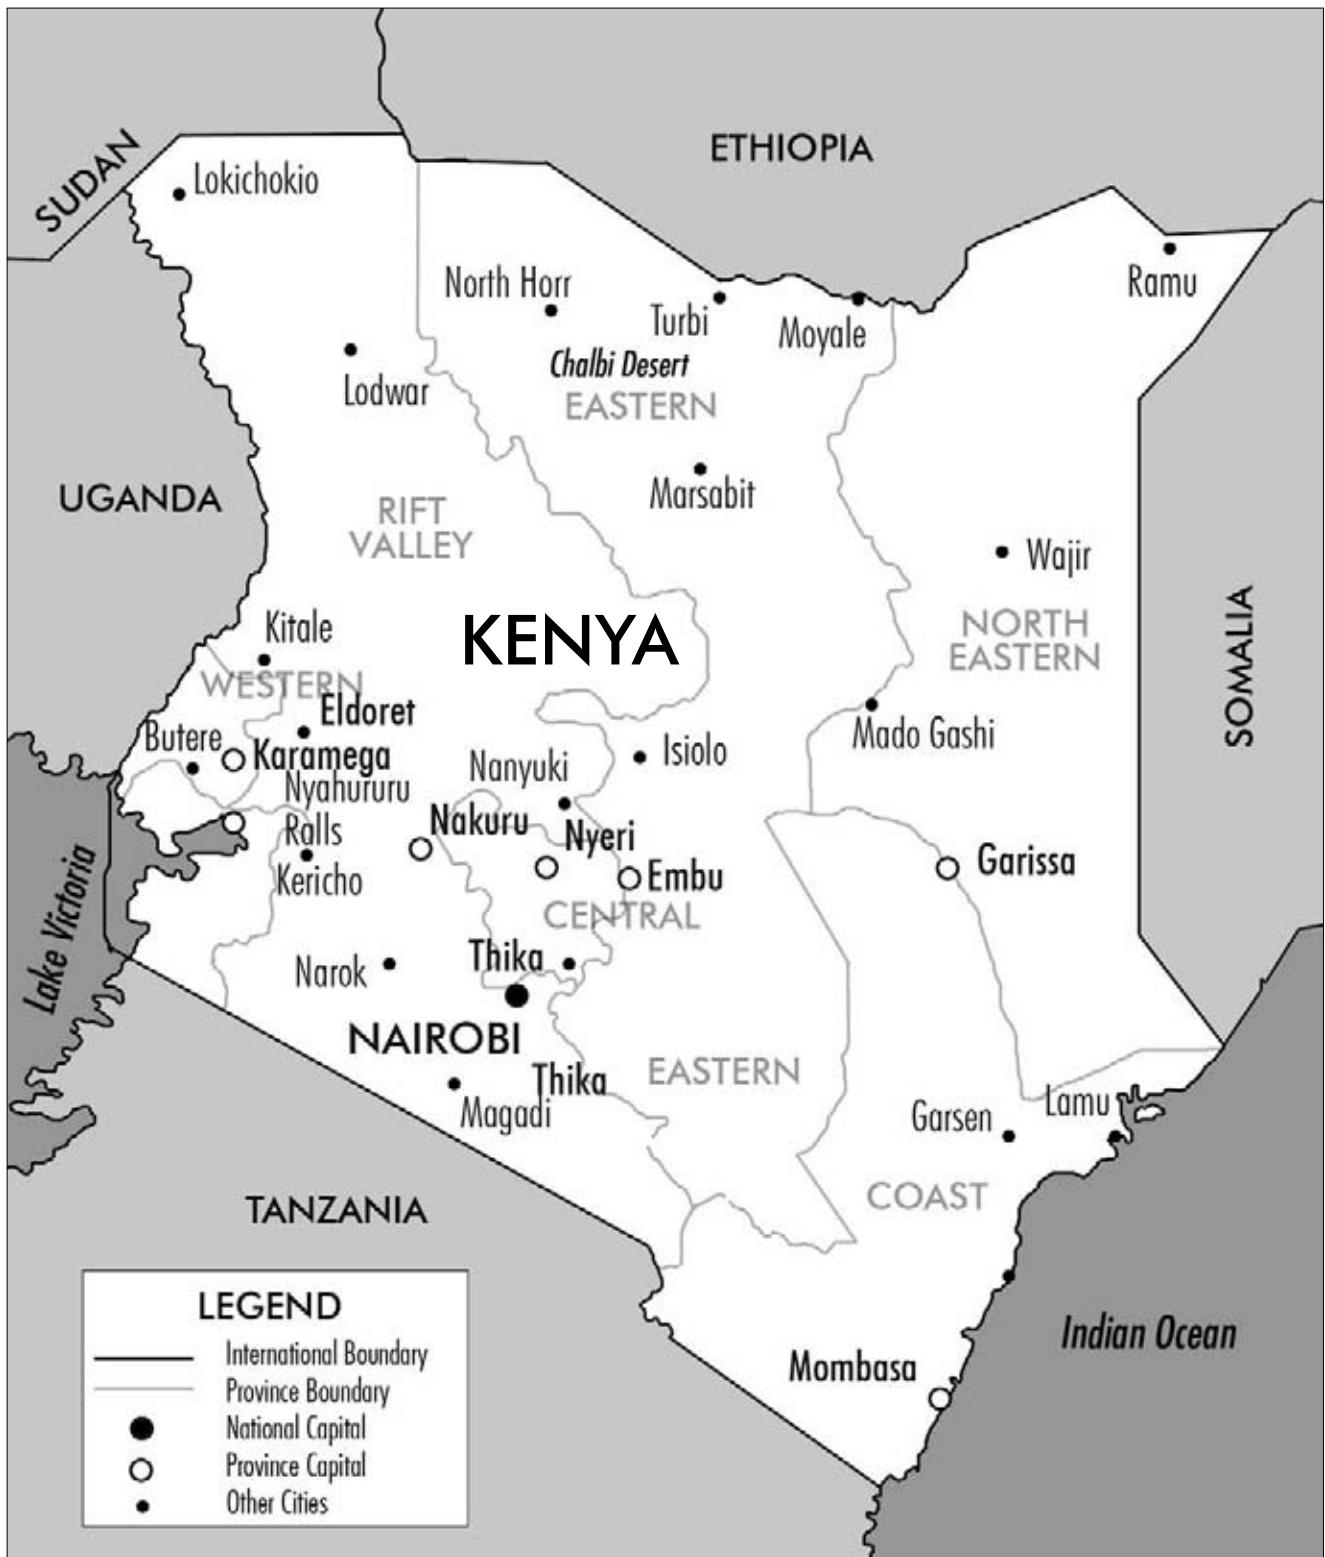 SUDAN
ETHIOPIA
Lokichokio
Ramu
North Horr
Turbi
Moyale
Chalbi Desert
EASTERN
Lodwar
Marsabit
UGANDA
RIFT
VALLEY
Wajir
NORTH
EASTERN
SOMALIA
KENYA
Kitale
WESTERN
Eldoret
Butere
Karamega
Nyahururu
Nanyuki
Isiolo
Mado Gashi
Ralls
Kericho
Nakuru
Nyeri
Embu
Garissa
CENTRAL
Lake Victoria
Narok
Thika
NAIROBI
Thika
EASTERN
Magadi
Garsen
Lamu
COAST
TANZANIA
Indian Ocean
Mombasa
LEGEND
International Boundary
Province Boundary
National Capital
Province Capital
Other Cities